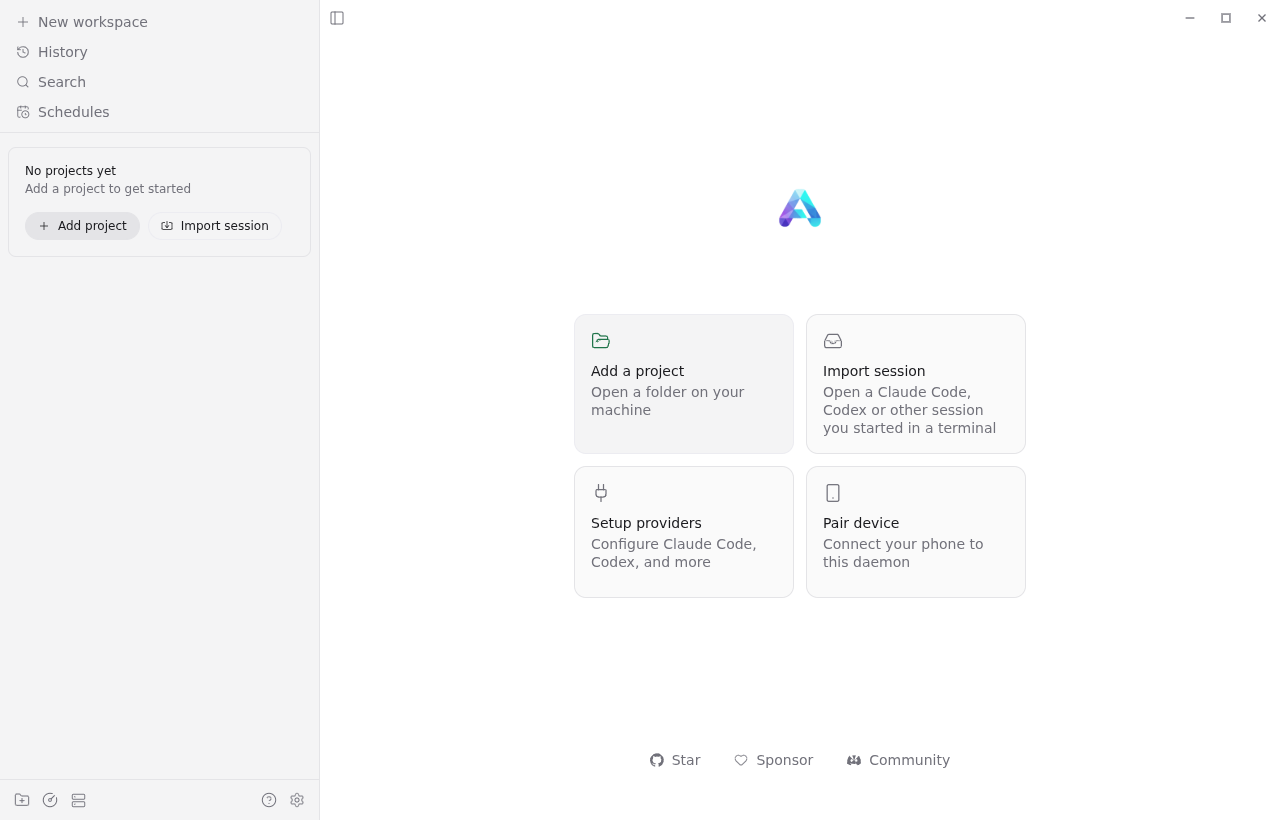 New workspace
History
Search
Schedules
No projects yet
Add a project to get started
Add project
Import session
Add a project
Open a folder on your
machine
Import session
Open a Claude Code,
Codex or other session
you started in a terminal
Setup providers
Configure Claude Code,
Codex, and more
Pair device
Connect your phone to
this daemon
Star
Sponsor
Community